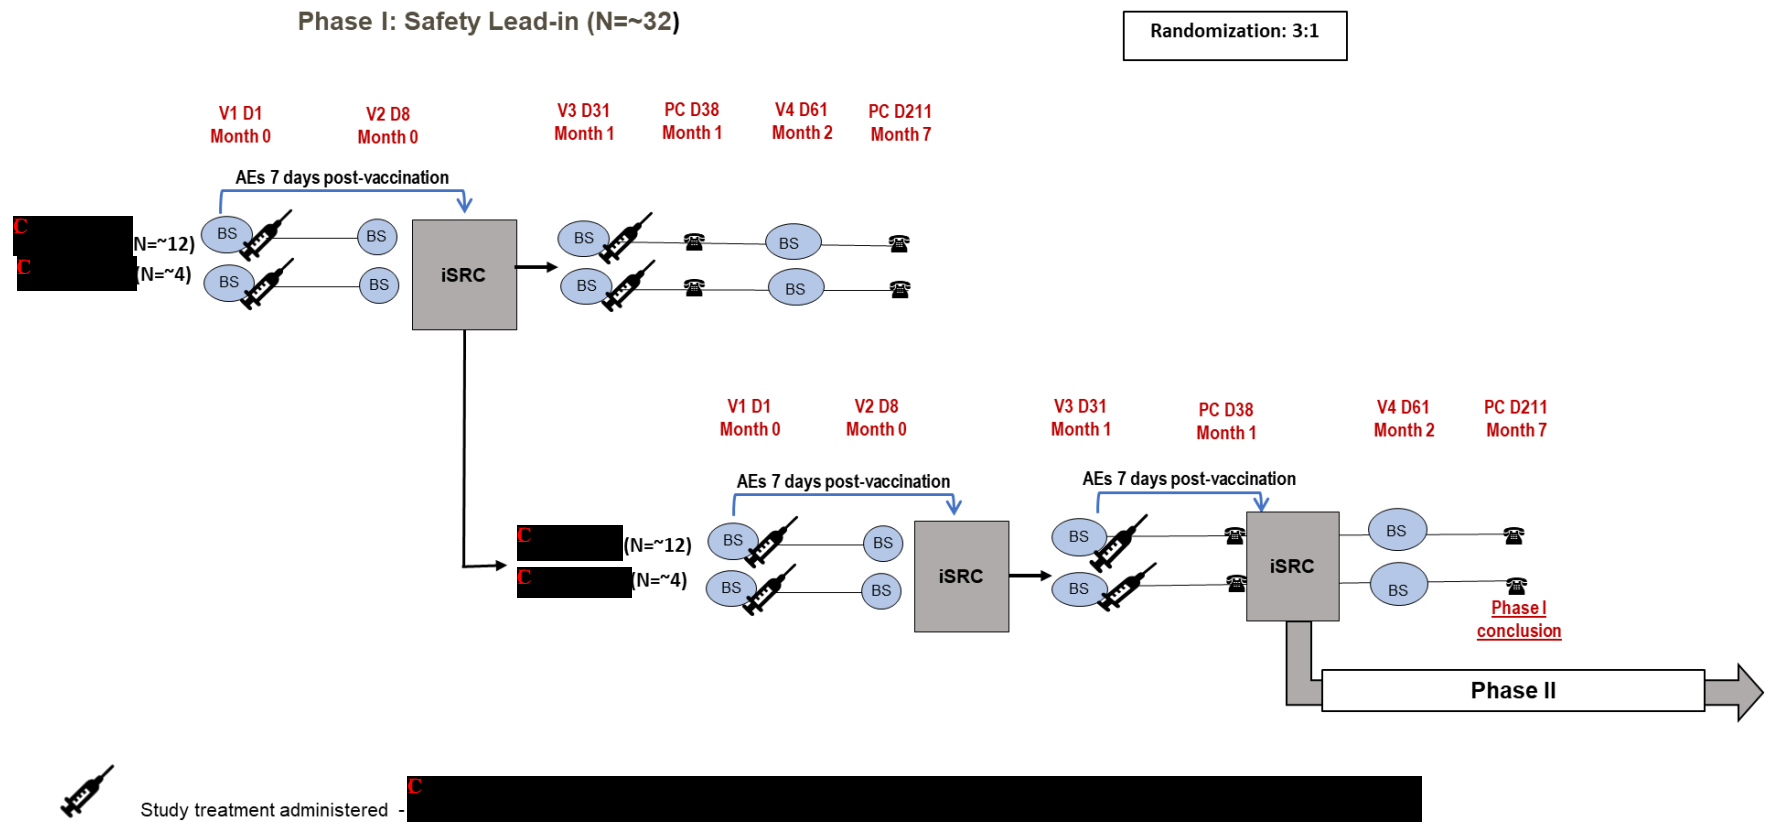 Phase I: Safety Lead-in (N=~32)
Randomization: 3:1
V1 D1
Month 0
V2 D8
Month 0
V3 D31
Month 1
PC D38
Month 1
V4 D61
Month 2
PC D211
Month 7
AEs 7 days post-vaccination
C
N=~12)
BS
BS
BS
BS
C
(N=~4)
BS
BS
BS
BS
iSRC
V1 D1
Month 0
V2 D8
Month 0
V3 D31
Month 1
PC D38
Month 1
V4 D61
Month 2
PC D211
Month 7
AEs 7 days post-vaccination
AEs 7 days post-vaccination
C
(N=~12)
BS
BS
BS
BS
C
(N=~4)
BS
BS
BS
BS
iSRC
iSRC
Phase I
conclusion
Phase II
Study treatment administered -
C